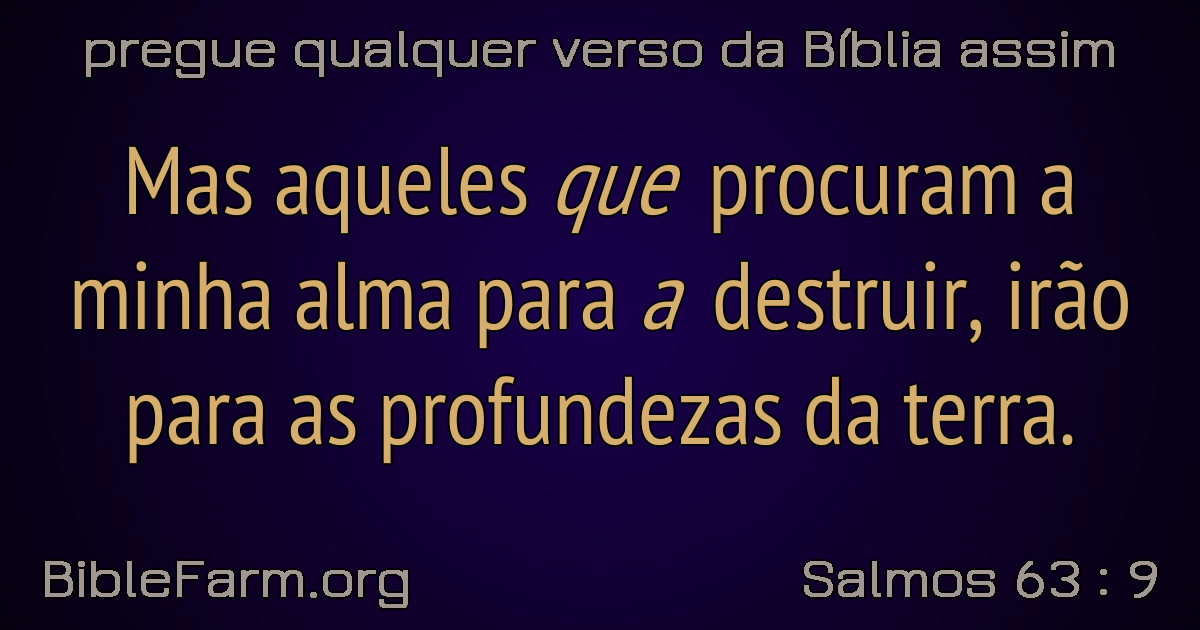 pregue qualquer verso da Bíblia assim
Mas aqueles que procuram a
minha alma para a destruir, irão
para as profundezas da terra.
BibleFarm.org
Salmos 63 : 9